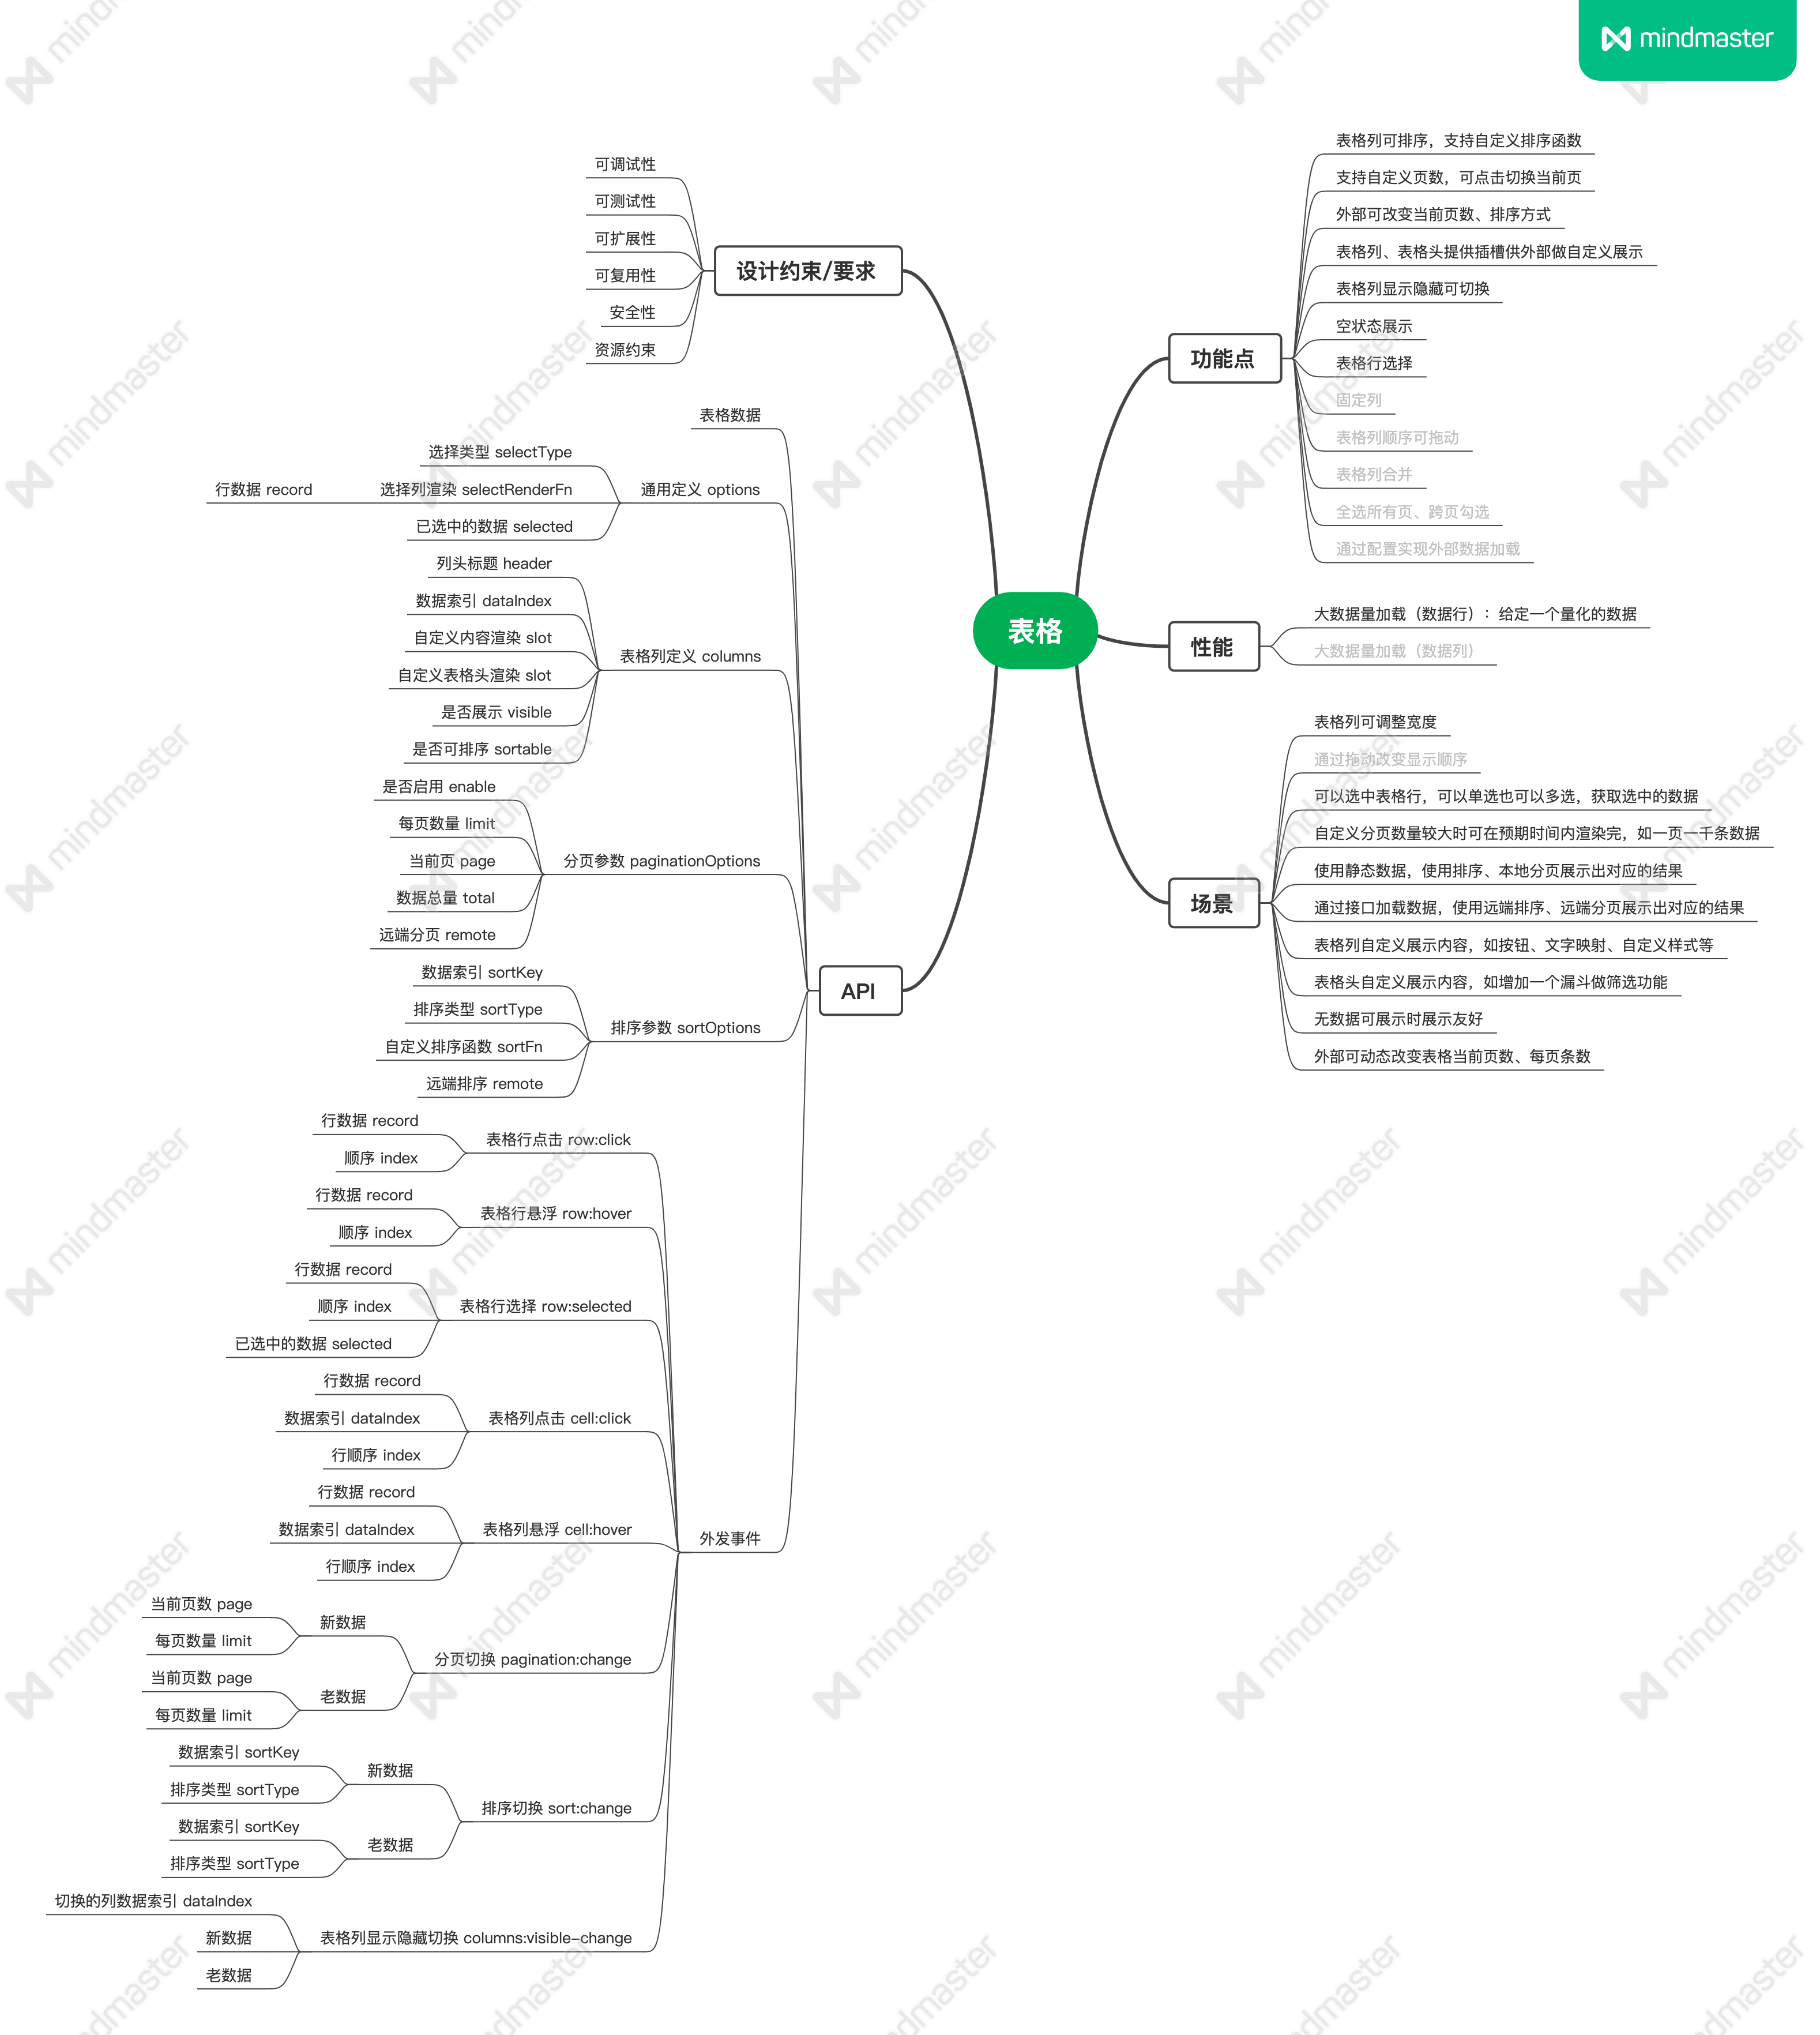 mindmaster
表格
功能点
表格列可排序，支持自定义排序函数
支持自定义页数，可点击切换当前页
外部可改变当前页数、排序方式
表格列、表格头提供插槽供外部做自定义展示
表格列显示隐藏可切换
空状态展示
表格行选择
固定列
表格列顺序可拖动
表格列合并
全选所有页、跨页勾选
通过配置实现外部数据加载
性能
大数据量加载（数据行）：给定一个量化的数据
大数据量加载（数据列）
场景
表格列可调整宽度
通过拖动改变显示顺序
可以选中表格行，可以单选也可以多选，获取选中的数据
自定义分页数量较大时可在预期时间内渲染完，如一页一千条数据
使用静态数据，使用排序、本地分页展示出对应的结果
通过接口加载数据，使用远端排序、远端分页展示出对应的结果
表格列自定义展示内容，如按钮、文字映射、自定义样式等
表格头自定义展示内容，如增加一个漏斗做筛选功能
无数据可展示时展示友好
外部可动态改变表格当前页数、每页条数
设计约束/要求
可调试性
可测试性
可扩展性
可复用性
安全性
资源约束
API
表格数据
通用定义 options
选择类型 selectType
选择列渲染 selectRenderFn
行数据 record
已选中的数据 selected
表格列定义 columns
列头标题 header
数据索引 dataIndex
自定义内容渲染 slot
自定义表格头渲染 slot
是否展示 visible
是否可排序 sortable
分页参数 paginationOptions
是否启用 enable
每页数量 limit
当前页 page
数据总量 total
远端分页 remote
排序参数 sortOptions
数据索引 sortKey
排序类型 sortType
自定义排序函数 sortFn
远端排序 remote
外发事件
表格行点击 row:click
行数据 record
顺序 index
表格行悬浮 row:hover
行数据 record
顺序 index
表格行选择 row:selected
行数据 record
顺序 index
已选中的数据 selected
表格列点击 cell:click
行数据 record
数据索引 dataIndex
行顺序 index
表格列悬浮 cell:hover
行数据 record
数据索引 dataIndex
行顺序 index
分页切换 pagination:change
新数据
当前页数 page
每页数量 limit
老数据
当前页数 page
每页数量 limit
排序切换 sort:change
新数据
数据索引 sortKey
排序类型 sortType
老数据
数据索引 sortKey
排序类型 sortType
表格列显示隐藏切换 columns:visible-change
切换的列数据索引 dataIndex
新数据
老数据